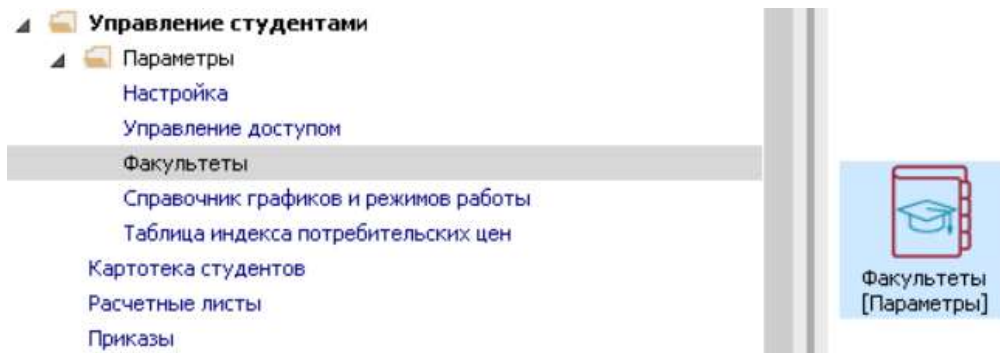 Управление студентами
Параметры
Настройка
Управление доступом
Факультеты
Справочник графиков и режимов работы
Таблица индекса потребительских цен
Картотека студентов
Расчетные листы
Приказы
Факультеты
[Параметры]